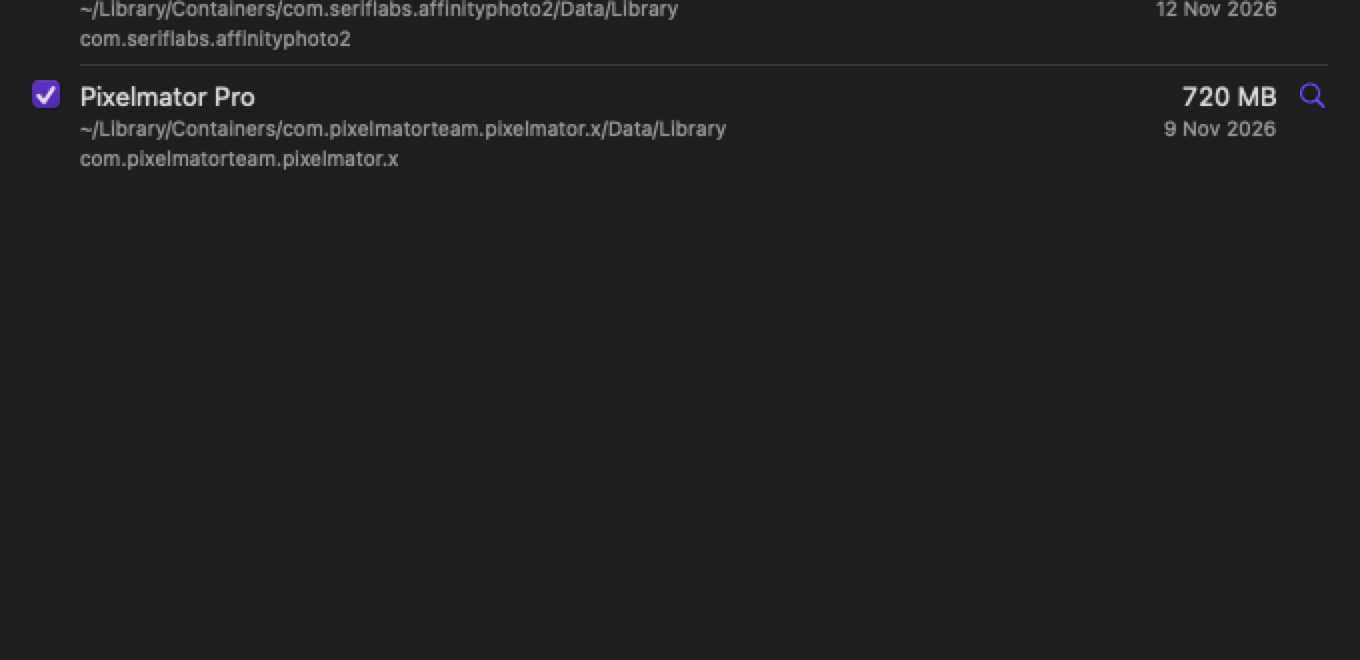 ~/Library/Containers/com.seriflabs.affinityphoto2/Data/Library
12 Nov 2026
com.seriflabs.affinityphoto2
Pixelmator Pro
720 MB
~/Library/Containers/com.pixelmatorteam.pixelmator.x/Data/Library
9 Nov 2026
com.pixelmatorteam.pixelmator.x